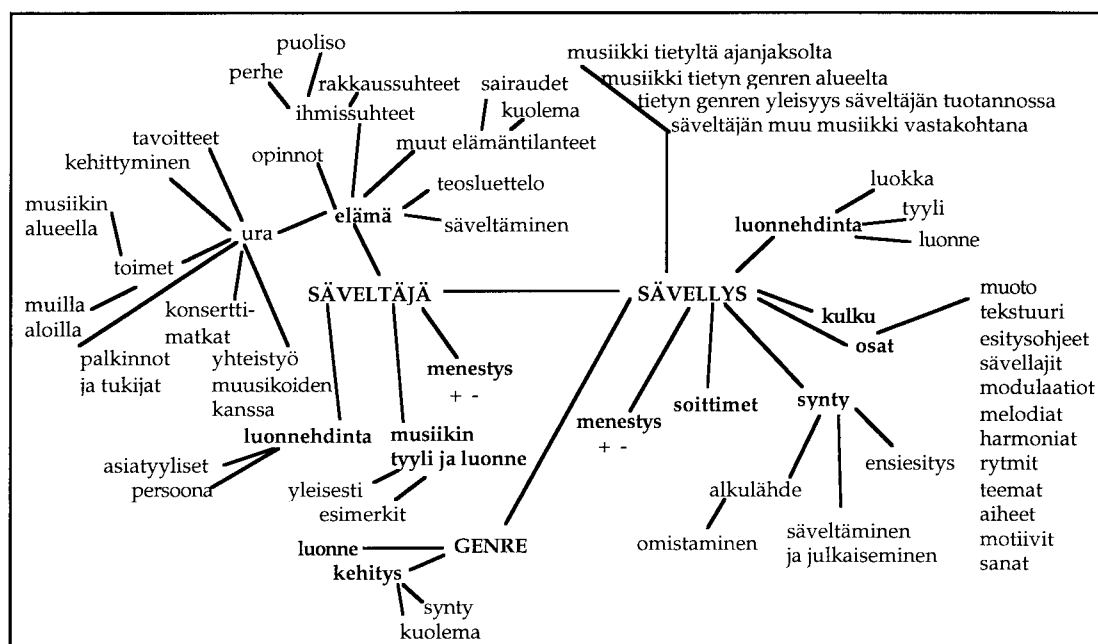 puoliso
perhe
rakkaussuhteet
ihmissuhteet
sairaudet
kuolema
muut elämäntilanteet
musiikki tietyltä ajanjaksolta
musiikki tietyn genren alueelta
tietyn genren yleisyys säveltäjän tuotannossa
säveltäjän muu musiikki vastakohtana
tavoitteet
kehittyminen
opinnot
teosluettelo
säveltäminen
elämä
ura
musiikin
alueella
toimet
muilla
aloilla
konsertti-
matkat
palkinnot
ja tukijat
yhteistyö
muusikoiden
kanssa
SÄVELTÄJÄ
SÄVELLYS
luokka
tyyli
luonne
luonnehdinta
kulku
osat
muoto
tekstuuri
esitysohjeet
sävellajit
modulaatiot
melodiat
harmoniat
rytmit
teemat
aiheet
motiivit
sanat
menestys
+ -
luonnehdinta
asiatyyliset
persoona
musiikin
tyyli ja luonne
yleisesti
esimerkit
menestys
+ -
soittimet
synty
ensiesitys
alkulähde
omistaminen
säveltäminen
ja julkaiseminen
GENRE
luonne
kehitys
synty
kuolema